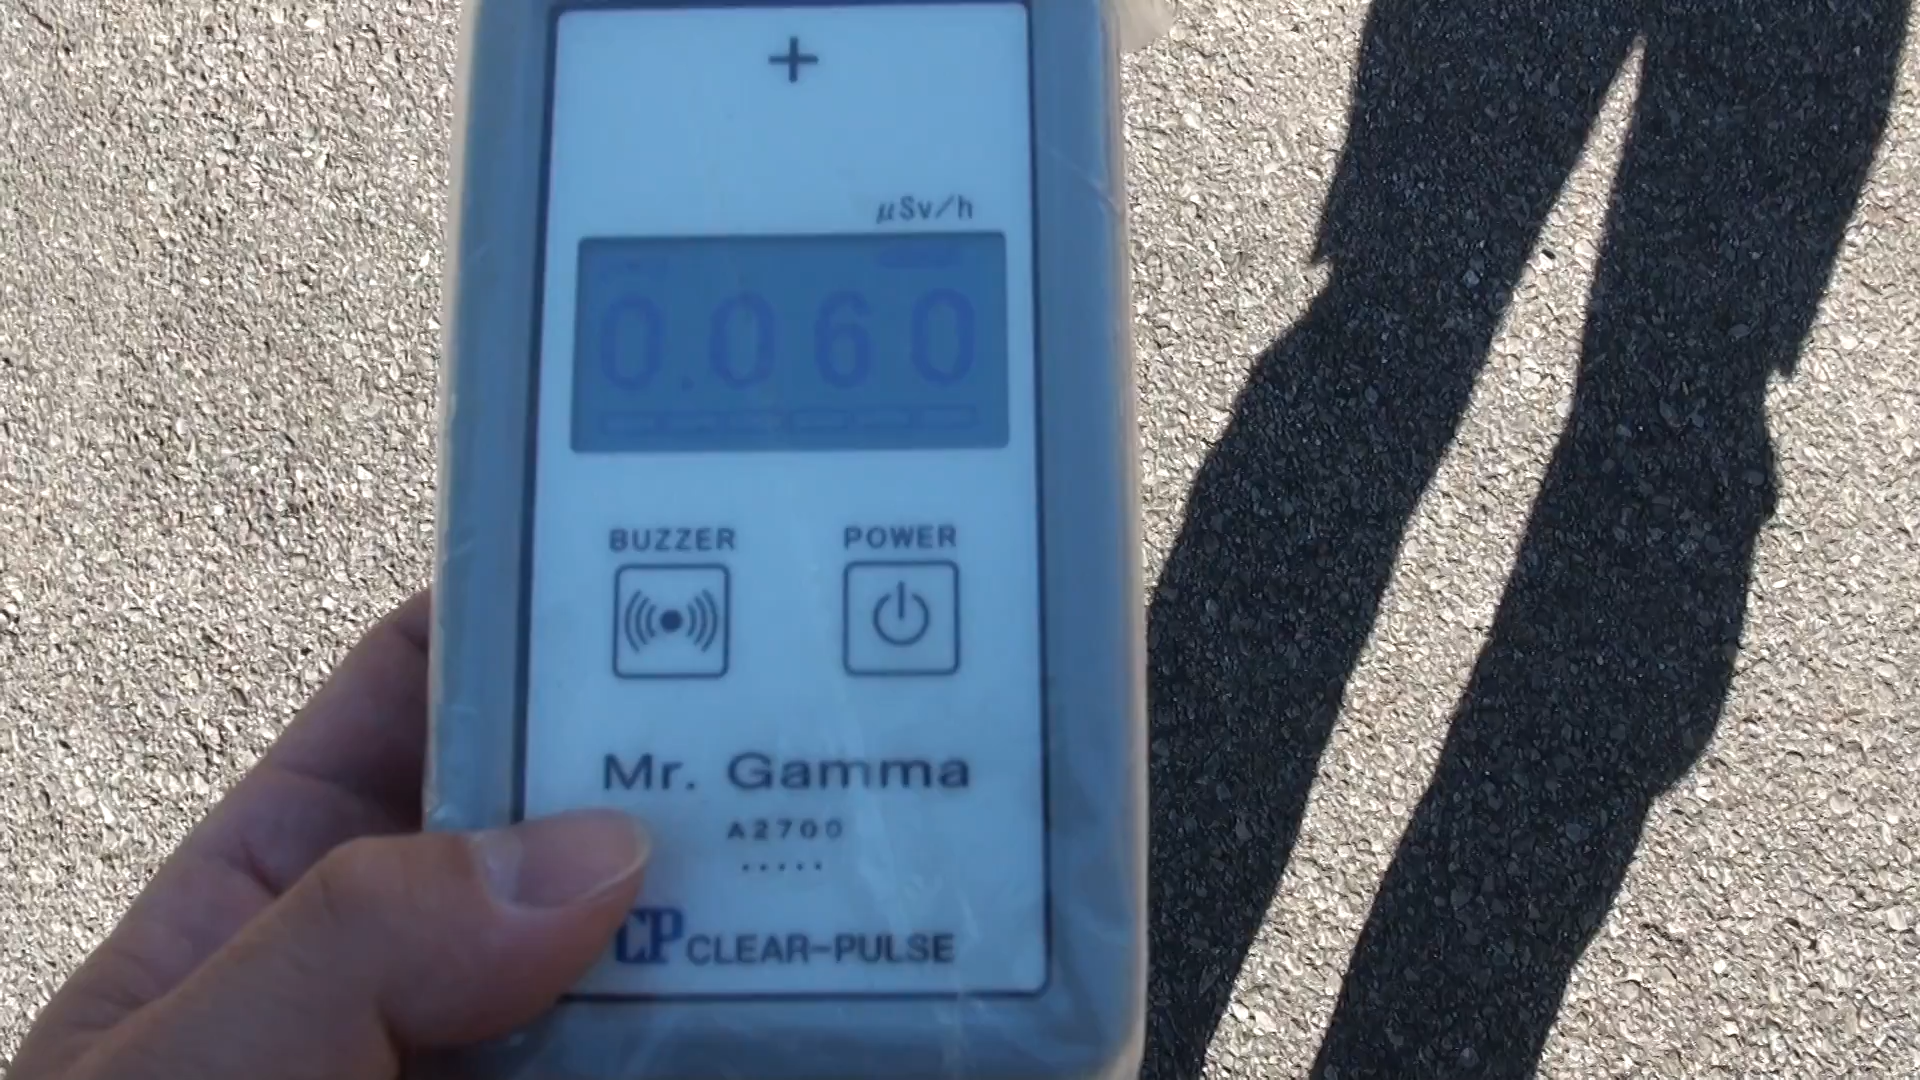 +
μSv/h
0.060
BUZZER
POWER
Mr. Gamma
A2700
.....
CP CLEAR-PULSE